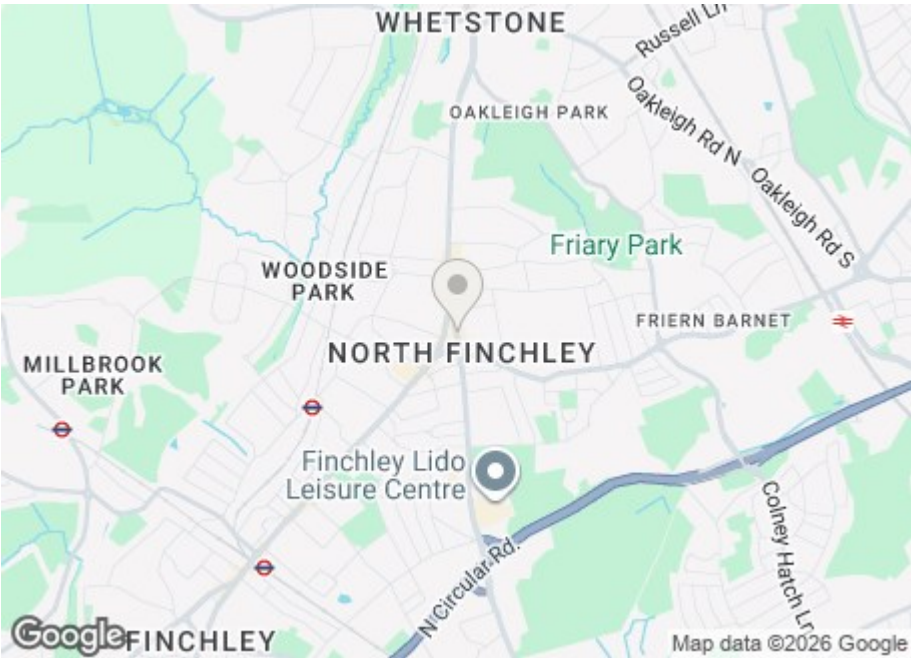 WHETSTONE
Russell Ln
OAKLEIGH PARK
Oakleigh Rd N
Oakleigh Rd S
Friary Park
WOODSIDE
PARK
FRIERN BARNET
NORTH FINCHLEY
MILLBROOK
PARK
Finchley Lido
Leisure Centre
Colney Hatch Ln
N Circular Rd.
Google
FINCHLEY
Map data ©2026 Google